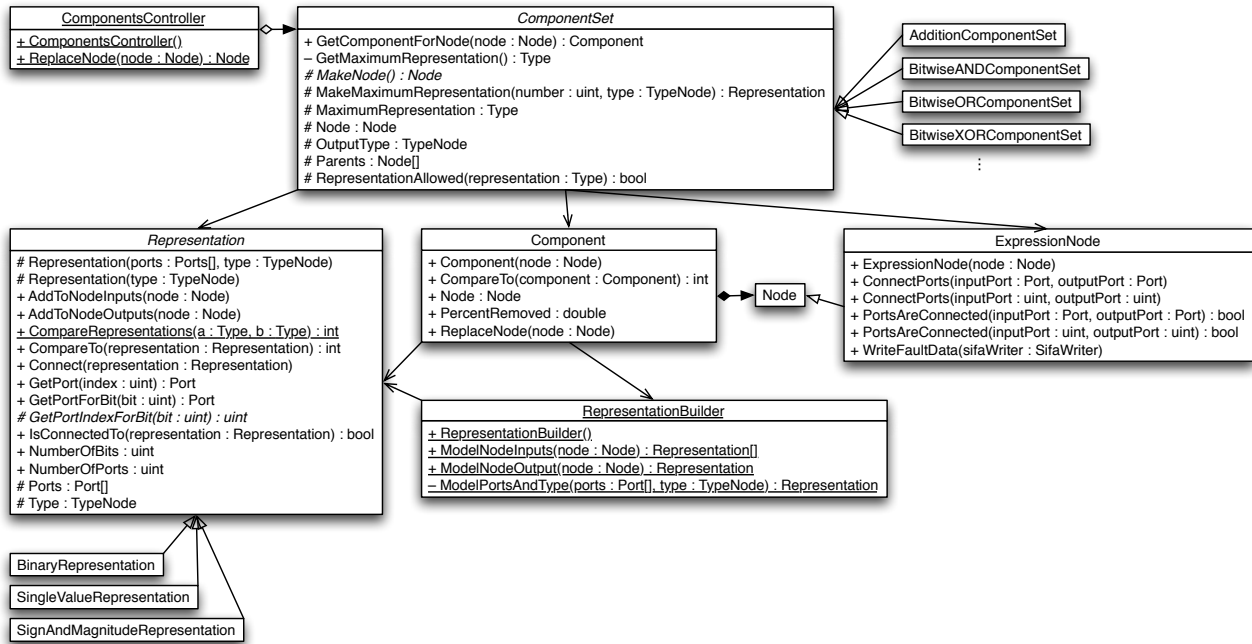 ComponentsController
+ ComponentsController()
+ ReplaceNode(node : Node) : Node
ComponentSet
+ GetComponentForNode(node : Node) : Component
– GetMaximumRepresentation() : Type
# MakeNode() : Node
# MakeMaximumRepresentation(number : uint, type : TypeNode) : Representation
# MaximumRepresentation : Type
# Node : Node
# OutputType : TypeNode
# Parents : Node[]
# RepresentationAllowed(representation : Type) : bool
AdditionComponentSet
BitwiseANDComponentSet
BitwiseORComponentSet
BitwiseXORComponentSet
⋮
Representation
# Representation(ports : Ports[], type : TypeNode)
# Representation(type : TypeNode)
+ AddToNodeInputs(node : Node)
+ AddToNodeOutputs(node : Node)
+ CompareRepresentations(a : Type, b : Type) : int
+ CompareTo(representation : Representation) : int
+ Connect(representation : Representation)
+ GetPort(index : uint) : Port
+ GetPortForBit(bit : uint) : Port
# GetPortIndexForBit(bit : uint) : uint
+ IsConnectedTo(representation : Representation) : bool
+ NumberOfBits : uint
+ NumberOfPorts : uint
# Ports : Port[]
# Type : TypeNode
Component
+ Component(node : Node)
+ CompareTo(component : Component) : int
+ Node : Node
+ PercentRemoved : double
+ ReplaceNode(node : Node)
Node
ExpressionNode
+ ExpressionNode(node : Node)
+ ConnectPorts(inputPort : Port, outputPort : Port)
+ ConnectPorts(inputPort : uint, outputPort : uint)
+ PortsAreConnected(inputPort : Port, outputPort : Port) : bool
+ PortsAreConnected(inputPort : uint, outputPort : uint) : bool
+ WriteFaultData(sifaWriter : SifaWriter)
RepresentationBuilder
+ RepresentationBuilder()
+ ModelNodeInputs(node : Node) : Representation[]
+ ModelNodeOutput(node : Node) : Representation
– ModelPortsAndType(ports : Port[], type : TypeNode) : Representation
BinaryRepresentation
SingleValueRepresentation
SignAndMagnitudeRepresentation